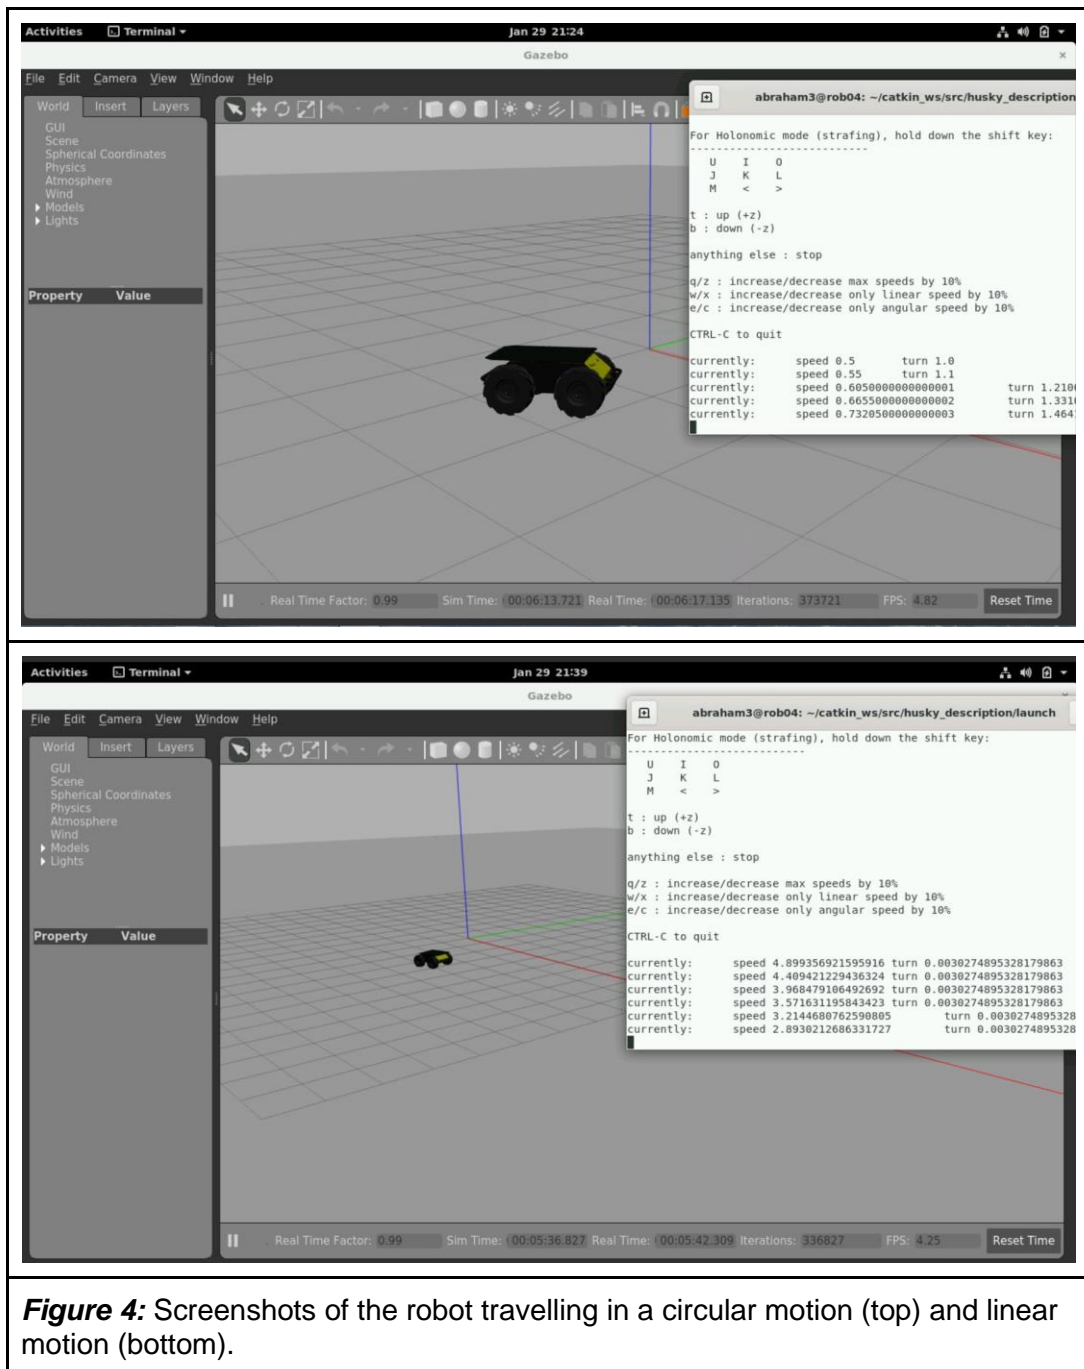 Activities Terminal Jan 29 21:24
Gazebo
File Edit Camera View Window Help
World Insert Layers
GUI
Scene
Spherical Coordinates
Physics
Atmosphere
Wind
Models
Lights
Property Value
abraham3@rob04: ~/catkin_ws/src/husky_description
For Holonomic mode (strafing), hold down the shift key:
---------------------------
U I O
J K L
M < >
t : up (+z)
b : down (-z)
anything else : stop
q/z : increase/decrease max speeds by 10%
w/x : increase/decrease only linear speed by 10%
e/c : increase/decrease only angular speed by 10%
CTRL-C to quit
currently: speed 0.5 turn 1.0
currently: speed 0.55 turn 1.1
currently: speed 0.6050000000000001 turn 1.210
currently: speed 0.6655000000000002 turn 1.331
currently: speed 0.7320500000000003 turn 1.464
Real Time Factor: 0.99 Sim Time: 00:06:13.721 Real Time: 00:06:17.135 Iterations: 373721 FPS: 4.82 Reset Time
Activities Terminal Jan 29 21:39
Gazebo
File Edit Camera View Window Help
World Insert Layers
GUI
Scene
Spherical Coordinates
Physics
Atmosphere
Wind
Models
Lights
Property Value
abraham3@rob04: ~/catkin_ws/src/husky_description/launch
For Holonomic mode (strafing), hold down the shift key:
---------------------------
U I O
J K L
M < >
t : up (+z)
b : down (-z)
anything else : stop
q/z : increase/decrease max speeds by 10%
w/x : increase/decrease only linear speed by 10%
e/c : increase/decrease only angular speed by 10%
CTRL-C to quit
currently: speed 4.899356921595916 turn 0.0030274895328179863
currently: speed 4.409421229436324 turn 0.0030274895328179863
currently: speed 3.968479106492692 turn 0.0030274895328179863
currently: speed 3.571631195843423 turn 0.0030274895328179863
currently: speed 3.2144680762590805 turn 0.0030274895328
currently: speed 2.8930212686331727 turn 0.0030274895328
Real Time Factor: 0.99 Sim Time: 00:05:36.827 Real Time: 00:05:42.309 Iterations: 336827 FPS: 4.25 Reset Time
Figure 4: Screenshots of the robot travelling in a circular motion (top) and linear
motion (bottom).